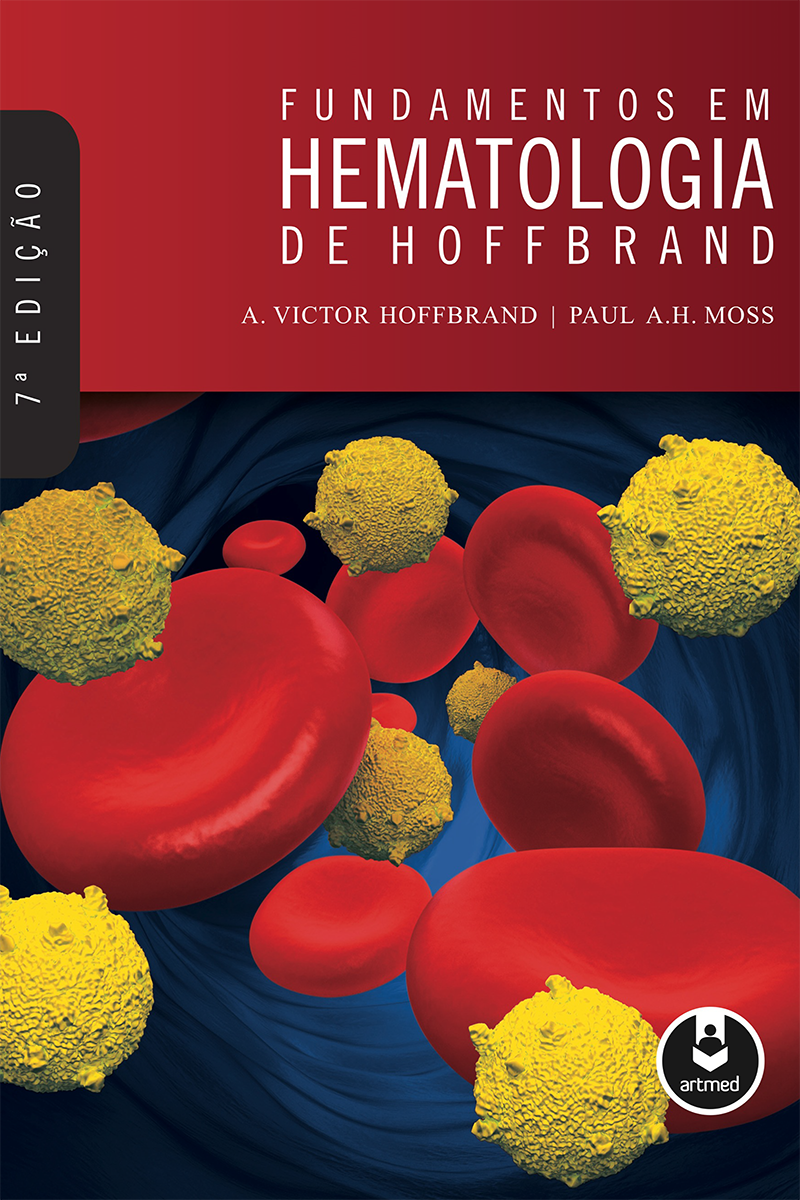 FUNDAMENTOS EM
HEMATOLOGIA
DE HOFFBRAND
A. VICTOR HOFFBRAND | PAUL A.H. MOSS
7ª EDIÇÃO
artmed